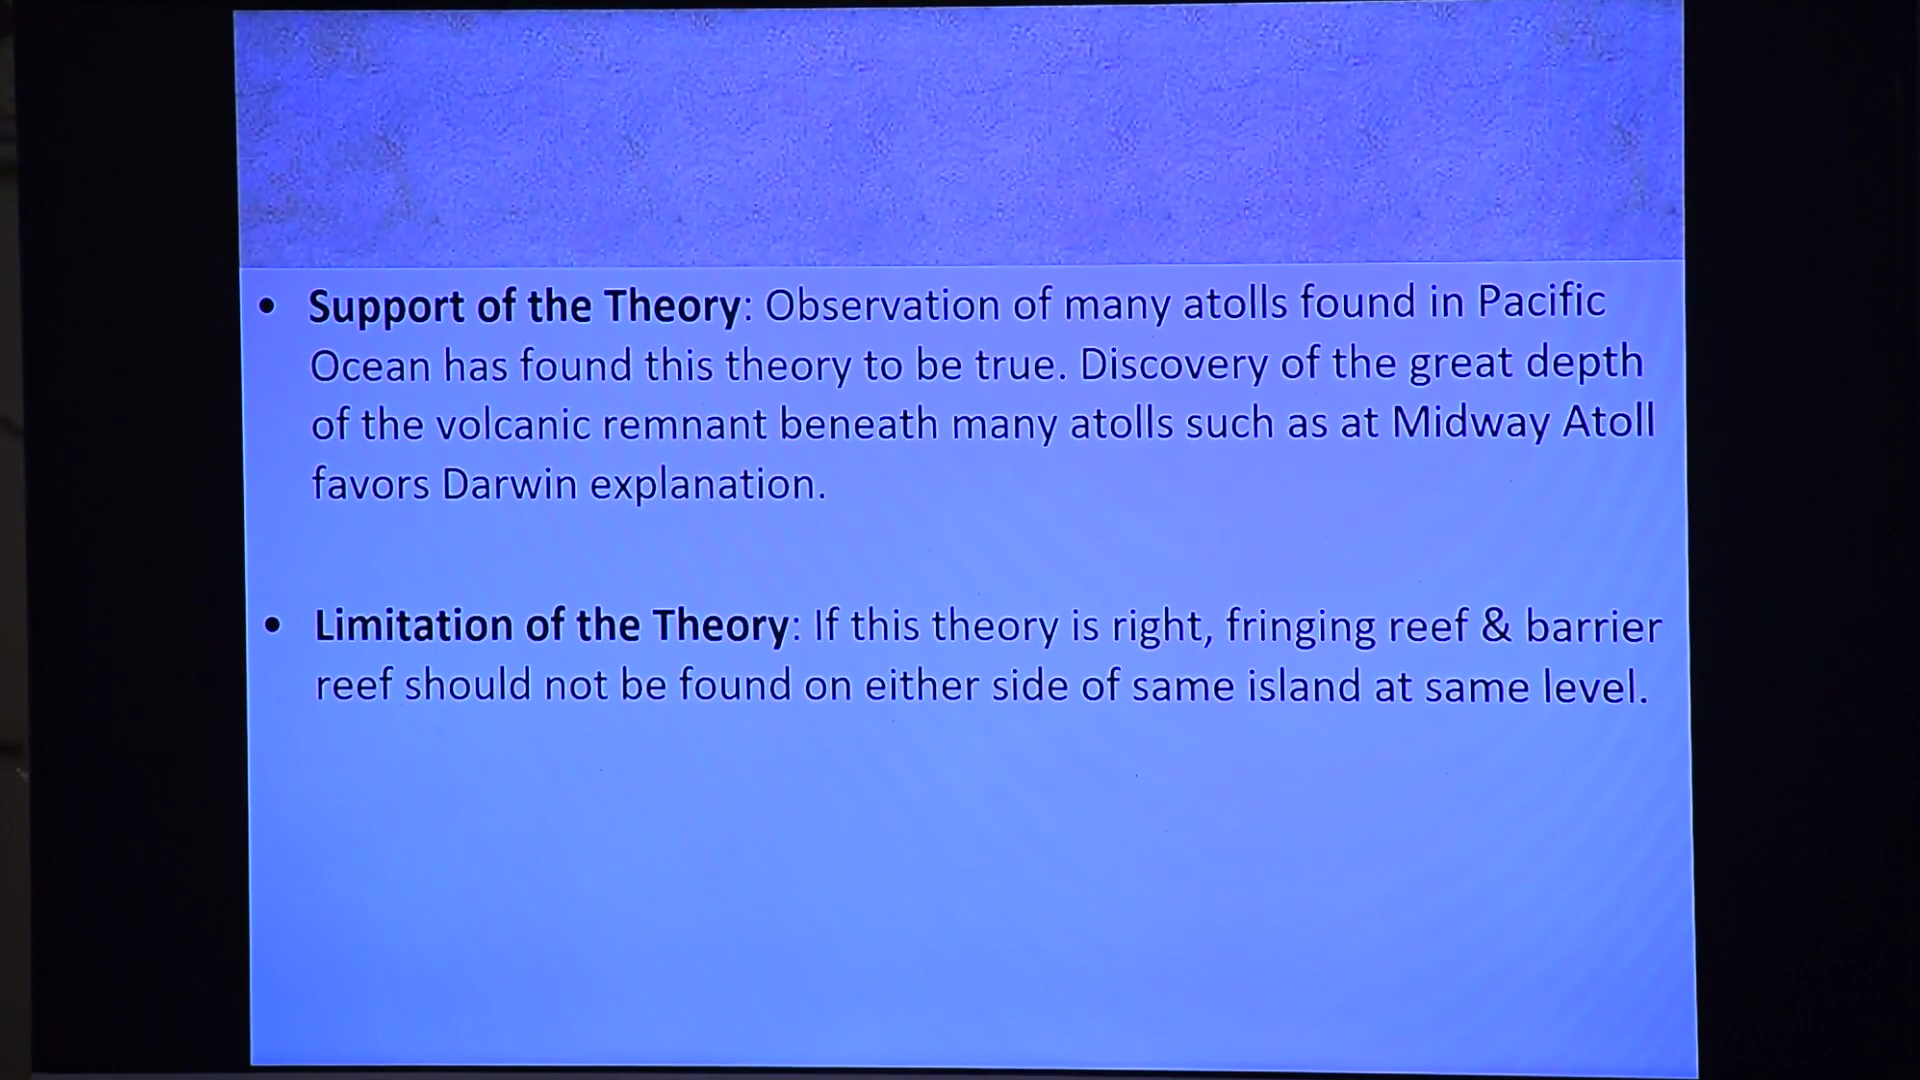 • Support of the Theory: Observation of many atolls found in Pacific
Ocean has found this theory to be true. Discovery of the great depth
of the volcanic remnant beneath many atolls such as at Midway Atoll
favors Darwin explanation.
• Limitation of the Theory: If this theory is right, fringing reef & barrier
reef should not be found on either side of same island at same level.